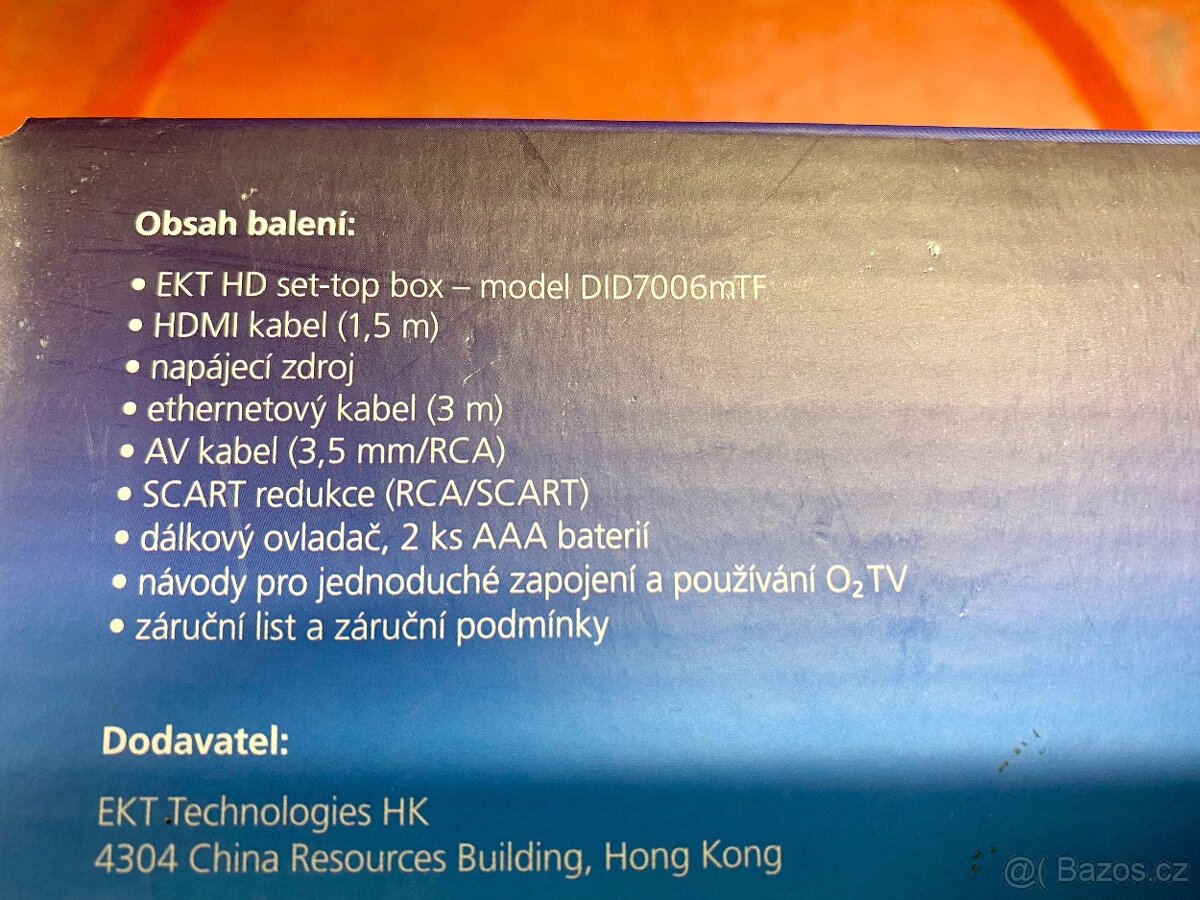 Obsah balení:
• EKT HD set-top box – model DID7006mTF
• HDMI kabel (1,5 m)
• napájecí zdroj
• ethernetový kabel (3 m)
• AV kabel (3,5 mm/RCA)
• SCART redukce (RCA/SCART)
• dálkový ovladač, 2 ks AAA baterií
• návody pro jednoduché zapojení a používání O₂ TV
• záruční list a záruční podmínky
Dodavatel:
EKT Technologies HK
4304 China Resources Building, Hong Kong
@( Bazos.cz